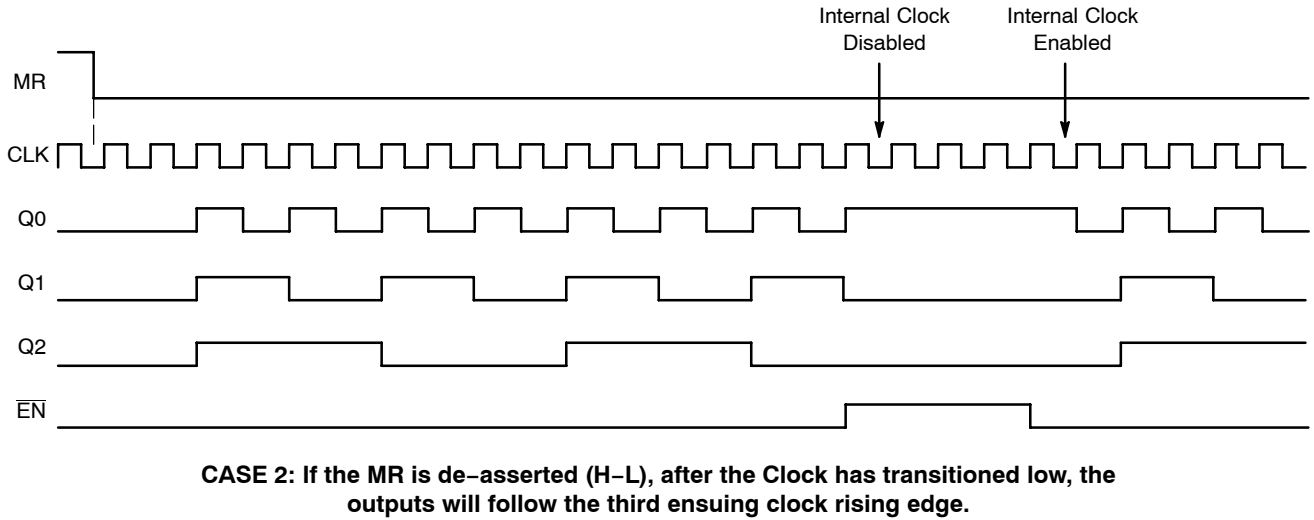 Internal Clock
Disabled
Internal Clock
Enabled
MR
CLK
Q0
Q1
Q2
EN
CASE 2: If the MR is de−asserted (H−L), after the Clock has transitioned low, the
outputs will follow the third ensuing clock rising edge.